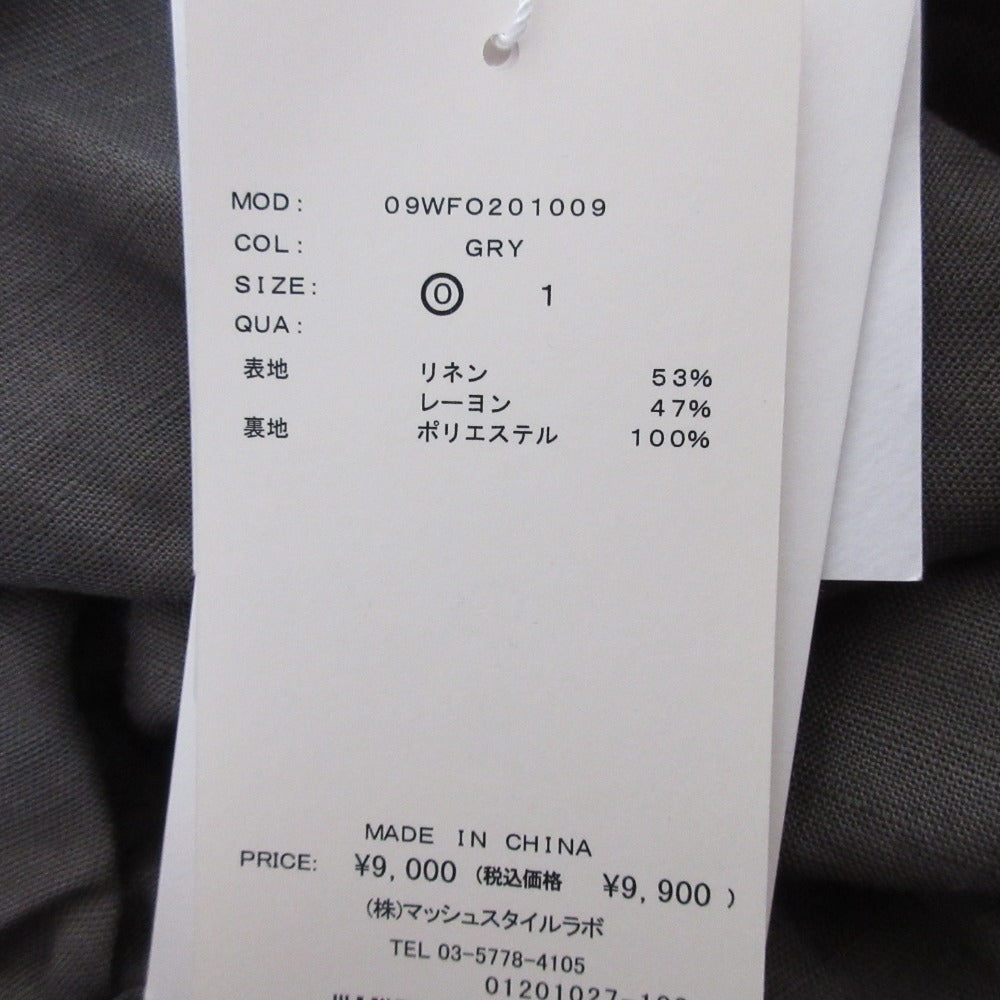 MOD: 09WFO201009
COL: GRY
SIZE: 0 1
QUA:
表地 リネン 53%
レーヨン 47%
裏地 ポリエステル 100%
MADE IN CHINA
PRICE: ¥9,000 (税込価格 ¥9,900 )
(株)マッシュスタイルラボ
TEL 03-5778-4105